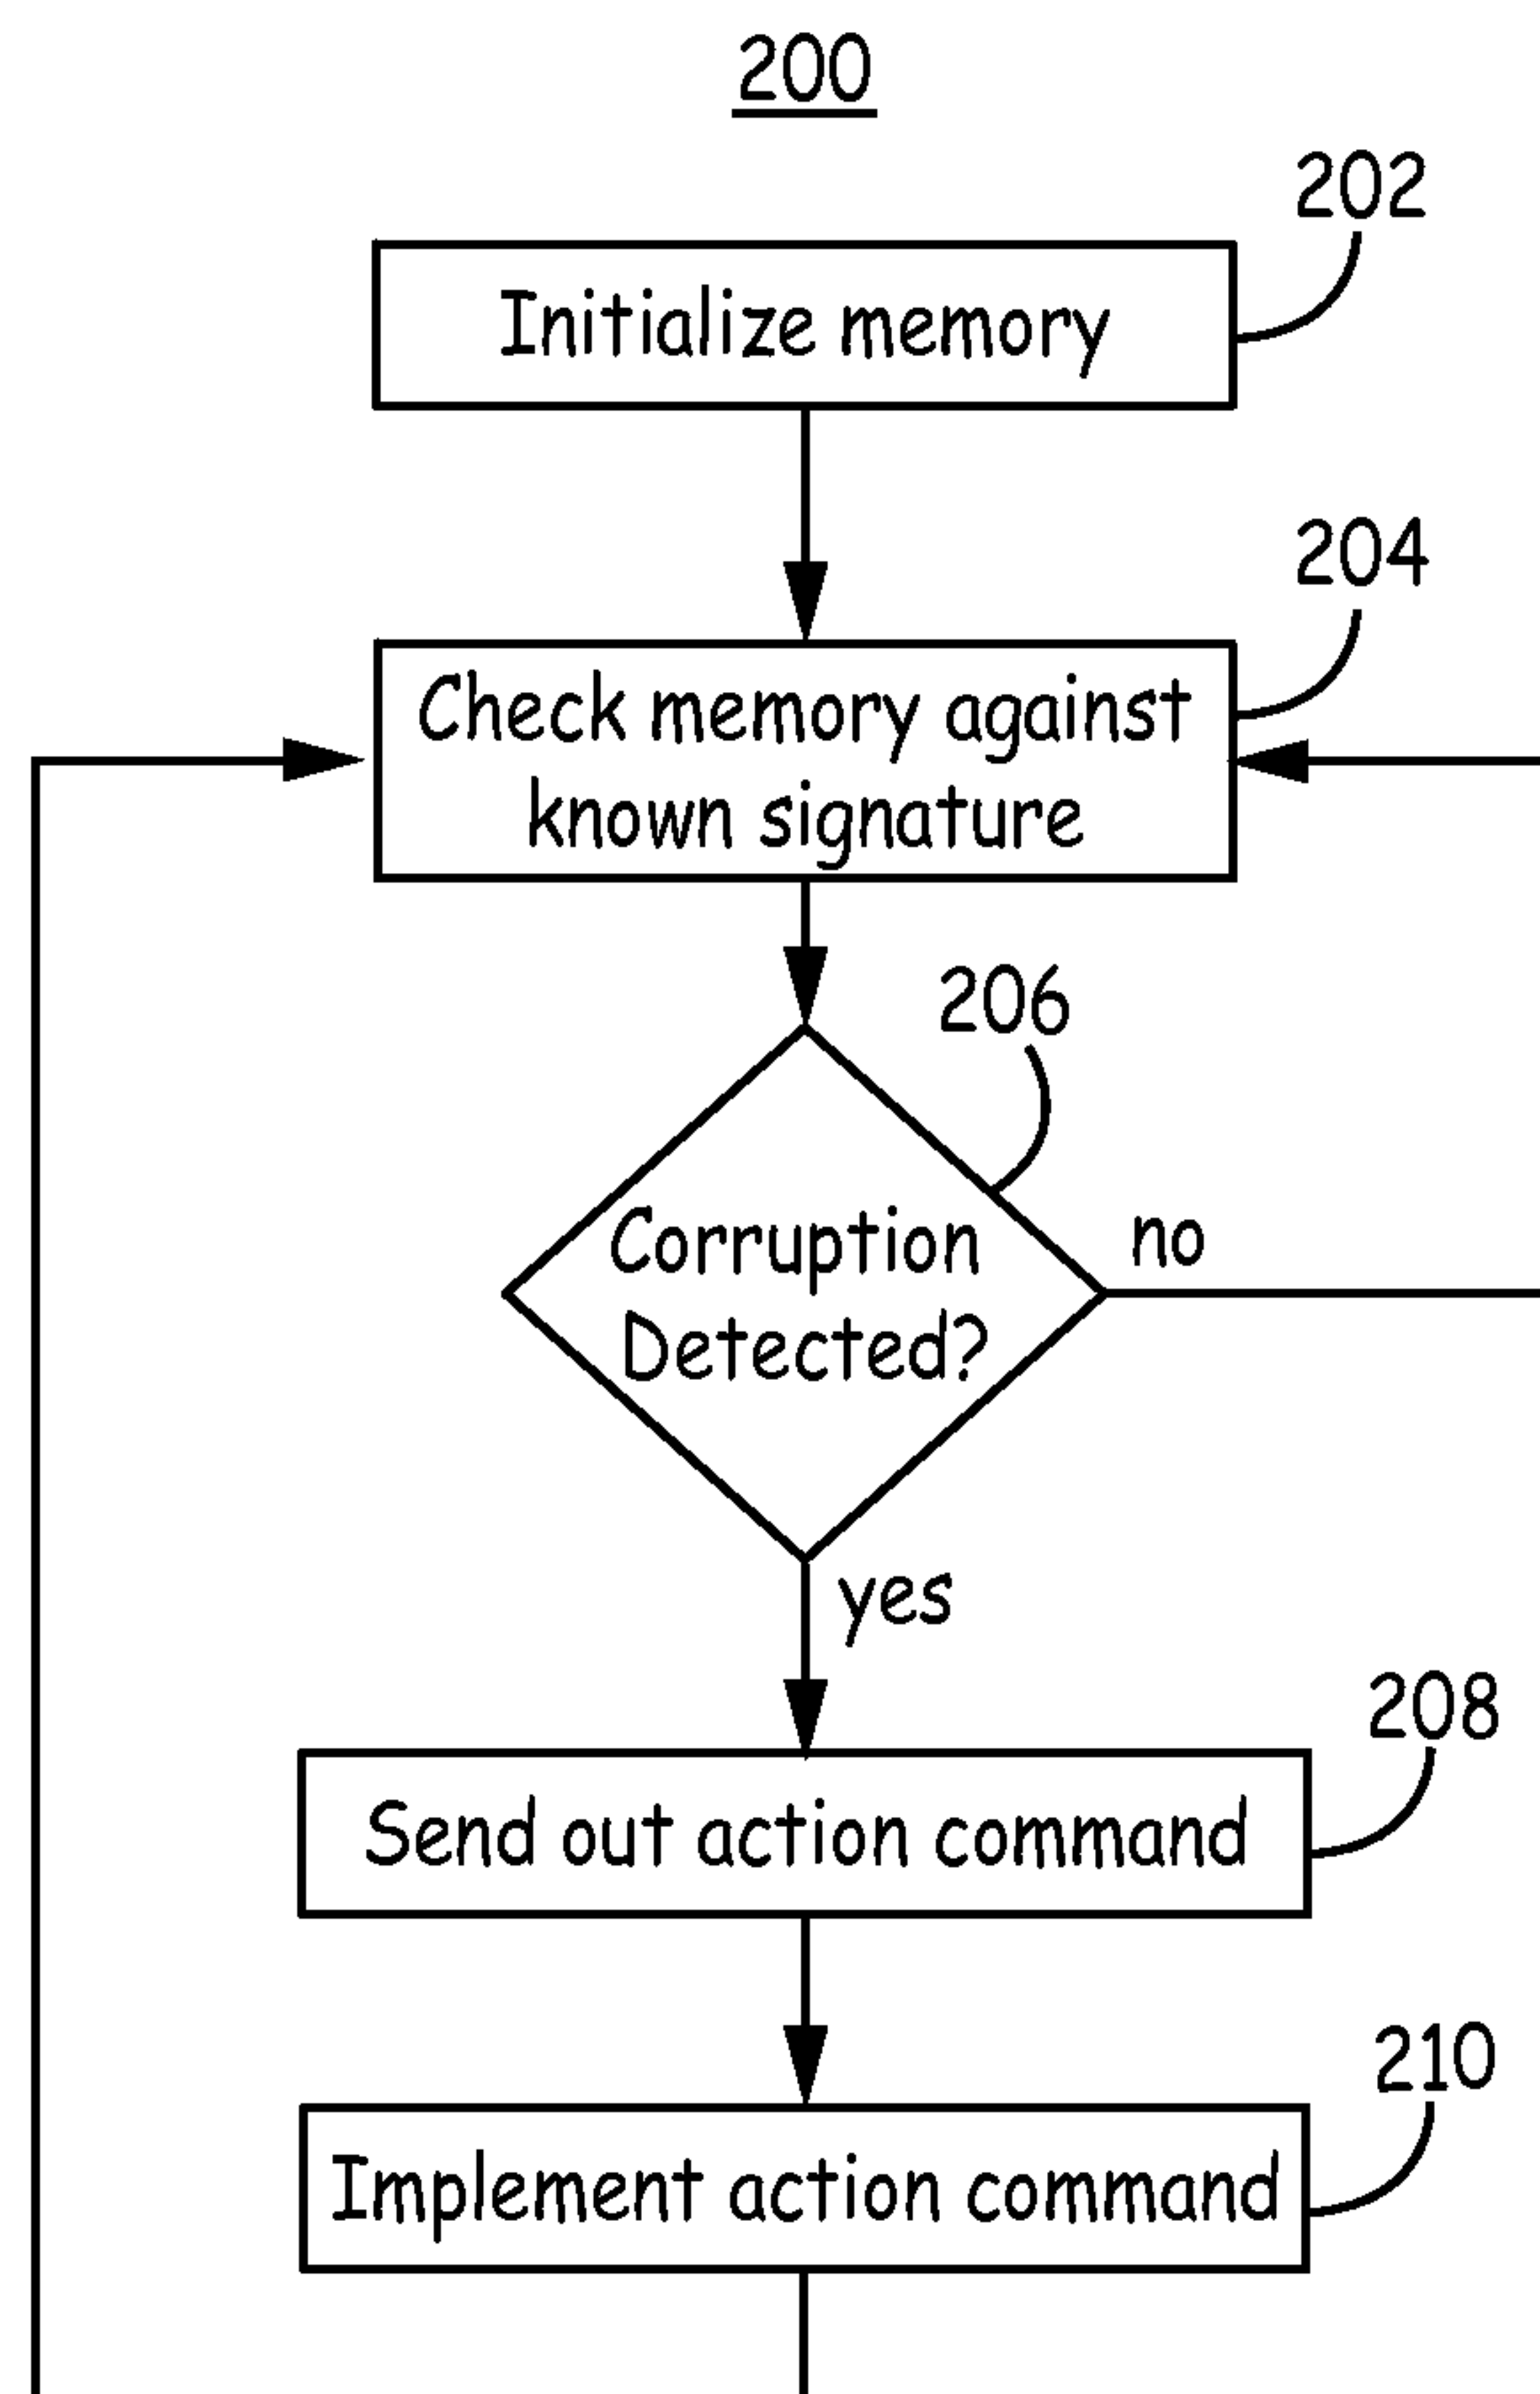 200
202
Initialize memory
204
Check memory against
known signature
206
Corruption
Detected?
no
yes
208
Send out action command
210
Implement action command